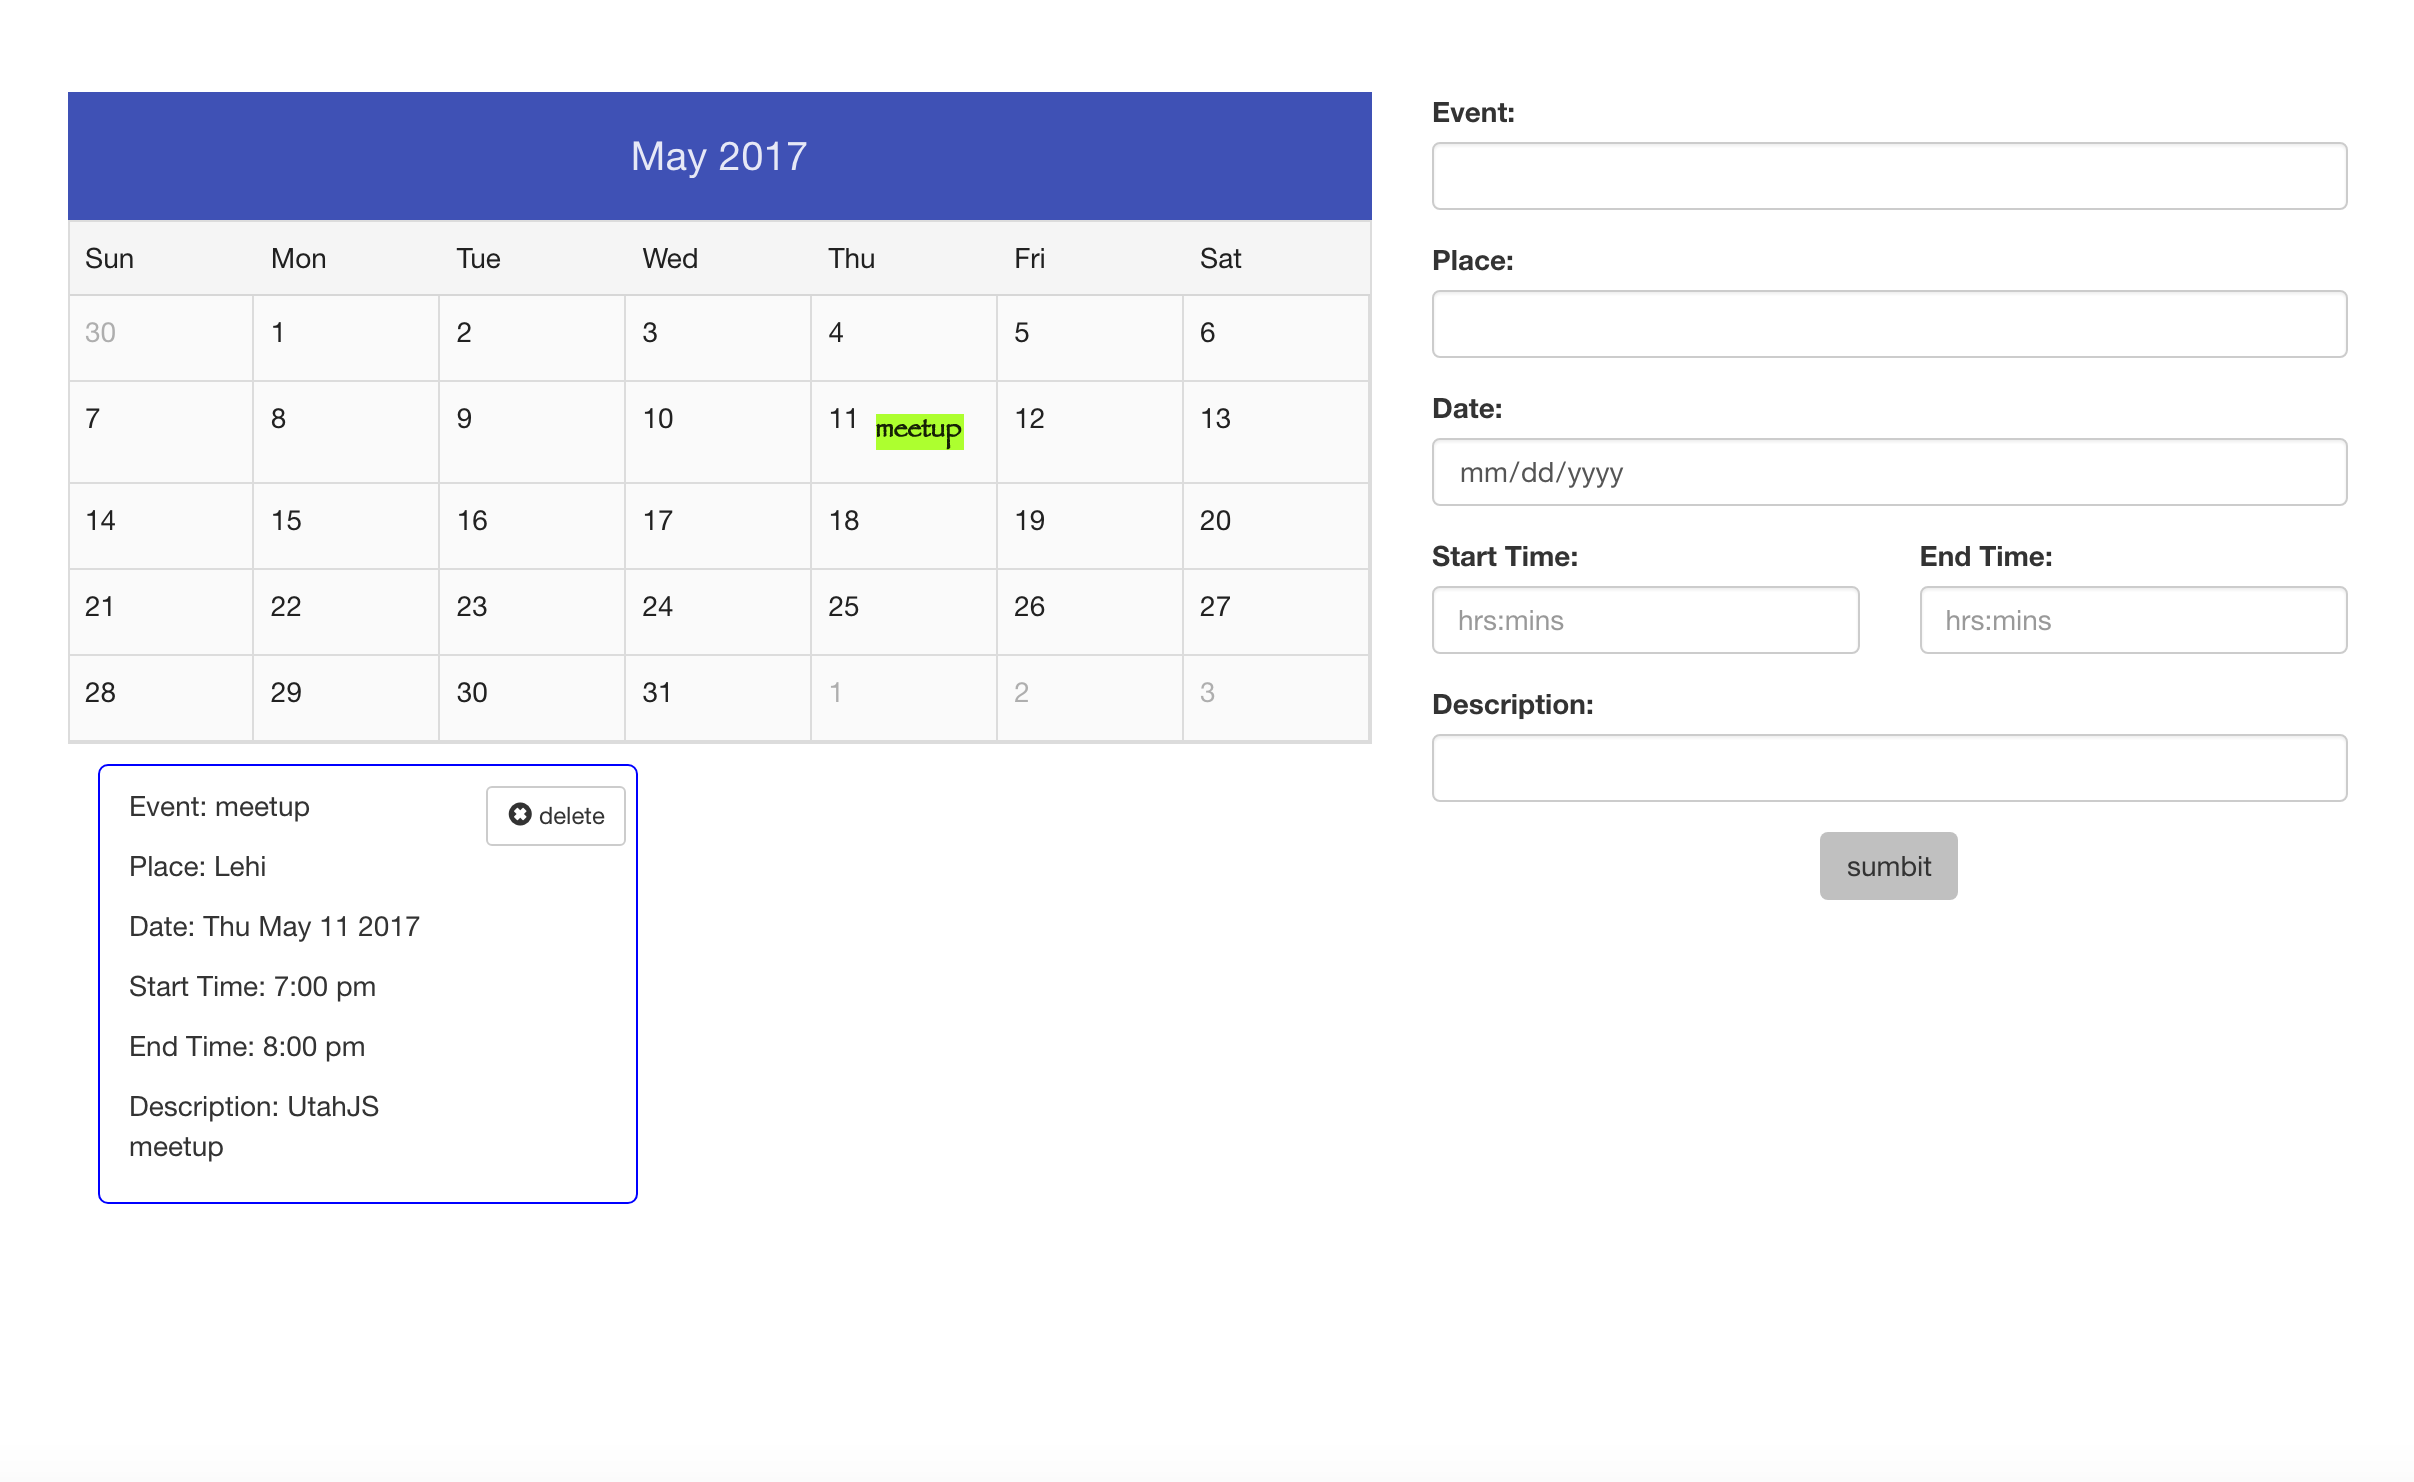 May 2017
Sun Mon Tue Wed Thu Fri Sat
30 1 2 3 4 5 6
7 8 9 10 11 meetup 12 13
14 15 16 17 18 19 20
21 22 23 24 25 26 27
28 29 30 31 1 2 3
Event: meetup
delete
Place: Lehi
Date: Thu May 11 2017
Start Time: 7:00 pm
End Time: 8:00 pm
Description: UtahJS
meetup
Event:
Place:
Date:
mm/dd/yyyy
Start Time: End Time:
hrs:mins hrs:mins
Description:
sumbit